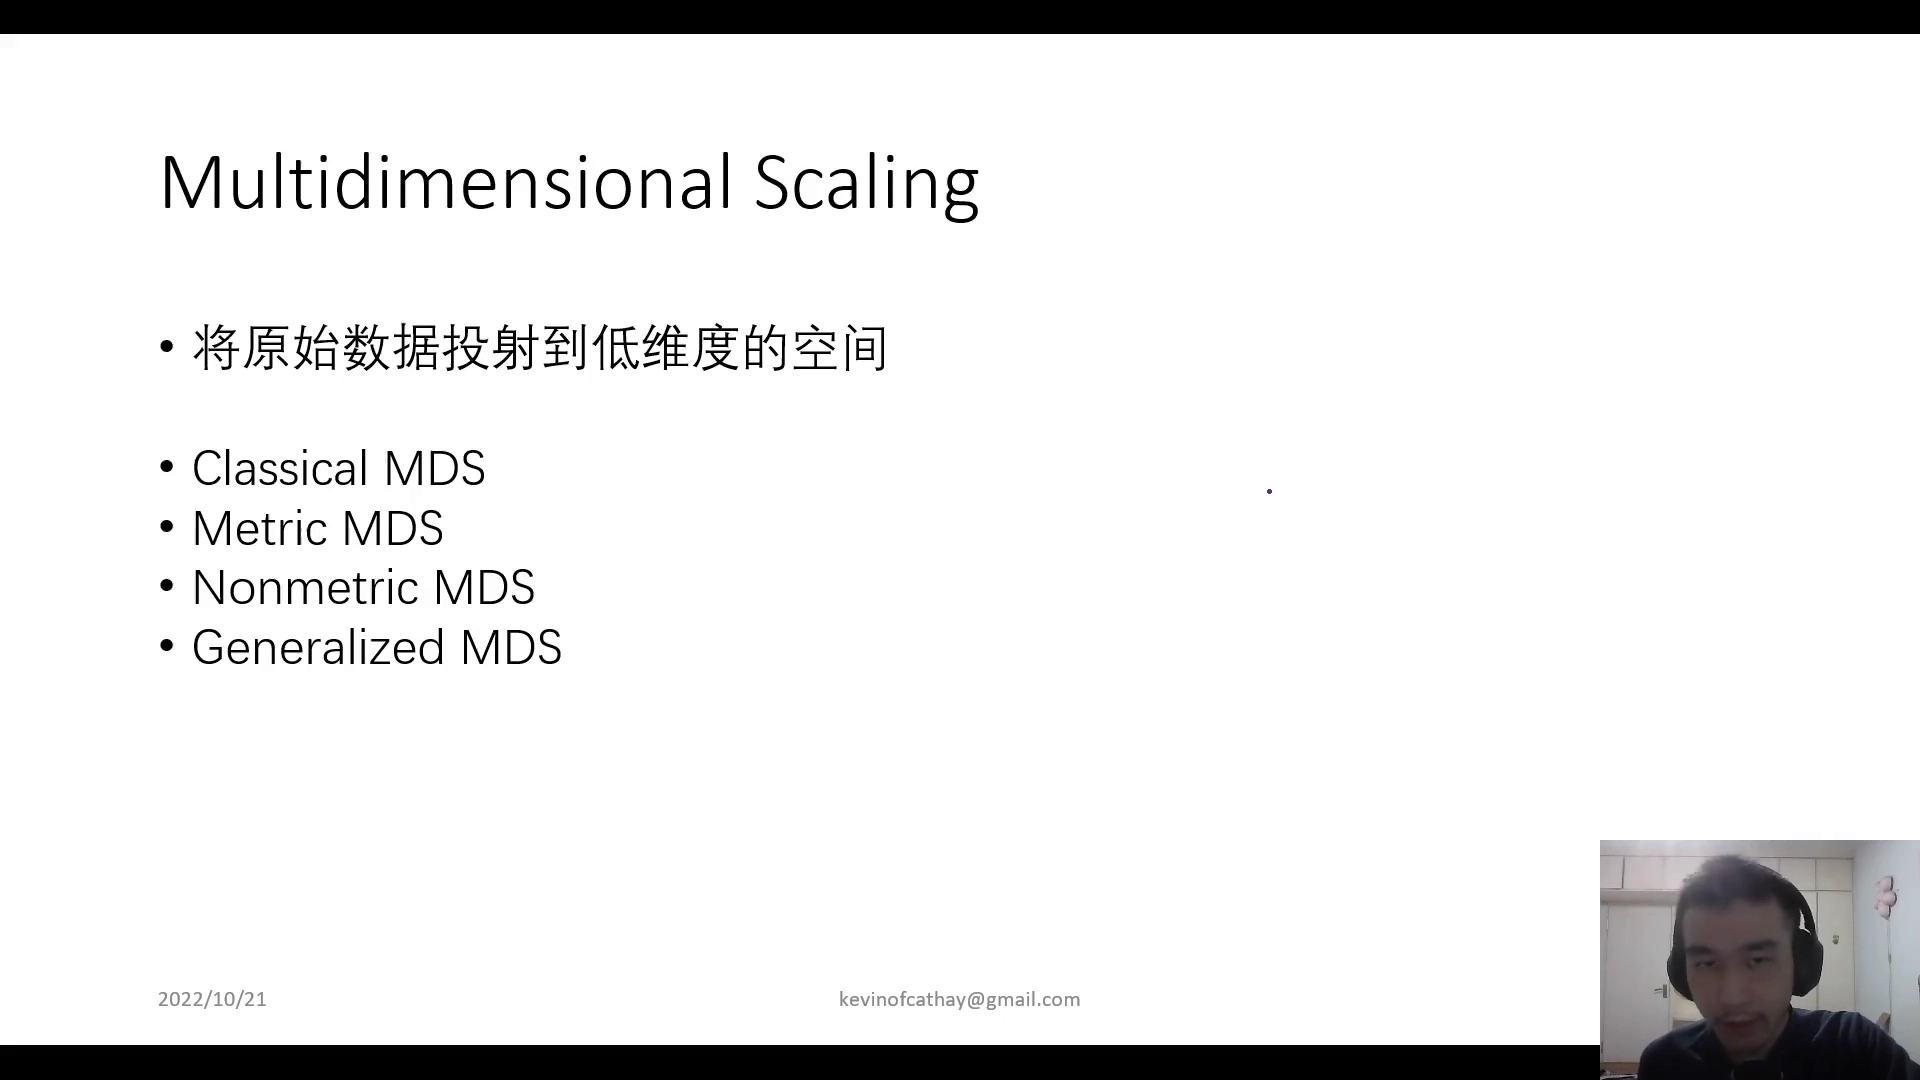 Multidimensional Scaling
• 将原始数据投射到低维度的空间
• Classical MDS
• Metric MDS
• Nonmetric MDS
• Generalized MDS
2022/10/21
kevinofcathay@gmail.com